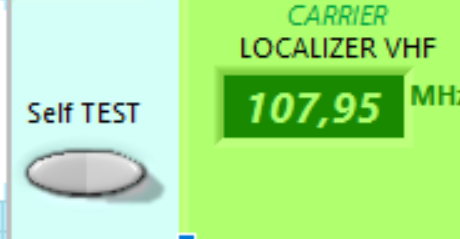 CARRIER
LOCALIZER VHF
107,95 MHz
Self TEST